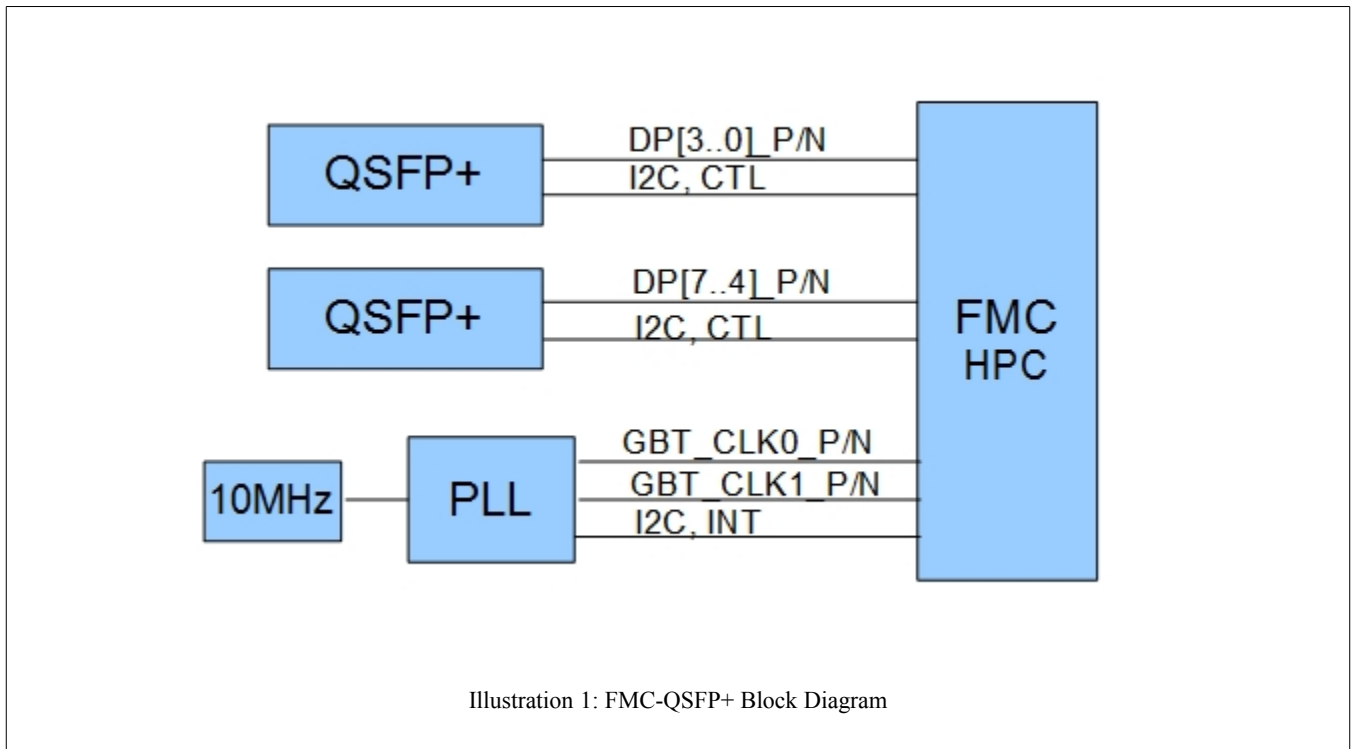 QSFP+
DP[3..0]_P/N
I2C, CTL
QSFP+
DP[7..4]_P/N
I2C, CTL
FMC
HPC
10MHz
PLL
GBT_CLK0_P/N
GBT_CLK1_P/N
I2C, INT
Illustration 1: FMC-QSFP+ Block Diagram